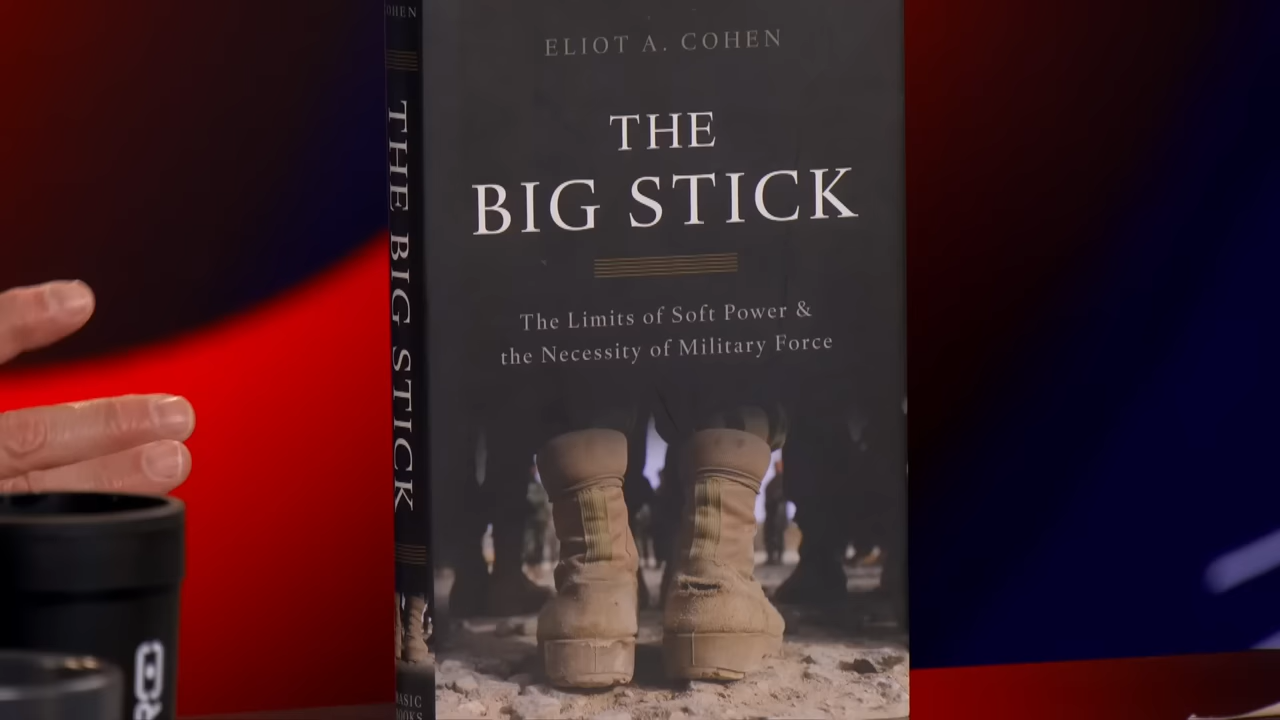 ELIOT A. COHEN
THE
BIG STICK
The Limits of Soft Power &
the Necessity of Military Force
COHEN
THE BIG STICK
BASIC
BOOKS